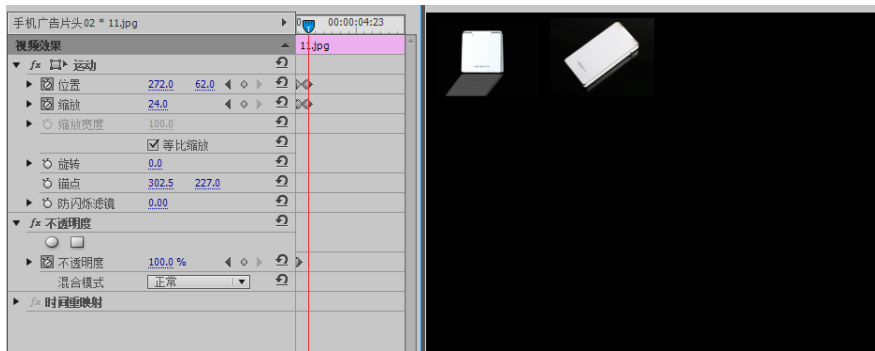 手机广告片头02 * 11.jpg 00:00:04:23
视频效果 11.jpg
fx 运动
位置 272.0 62.0
缩放 24.0
缩放宽度 100.0
等比缩放
旋转 0.0
锚点 302.5 227.0
防闪烁滤镜 0.00
fx 不透明度
不透明度 100.0 %
混合模式 正常
fx 时间重映射